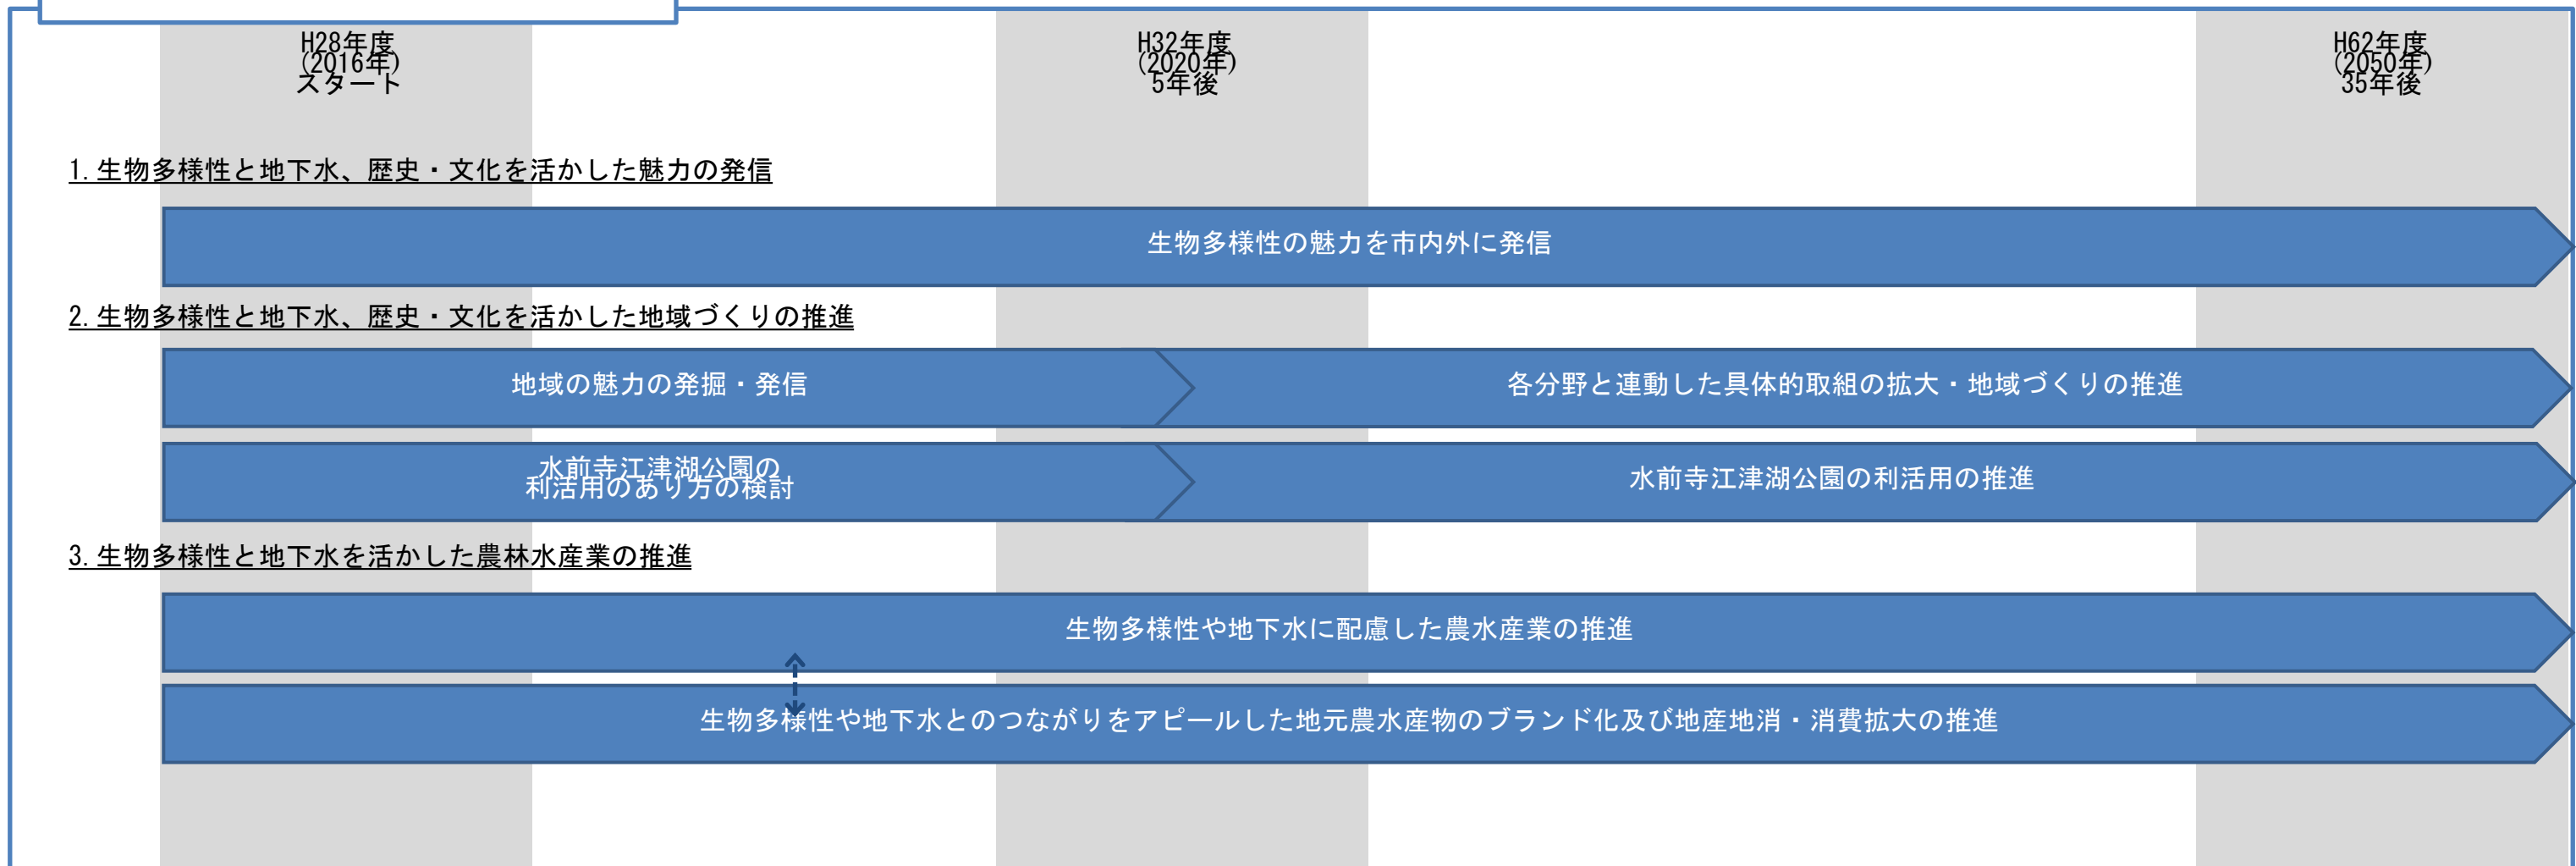 H28年度
(2016年)
スタート
H32年度
(2020年)
5年後
H62年度
(2050年)
35年後
1. 生物多様性と地下水、歴史・文化を活かした魅力の発信
生物多様性の魅力を市内外に発信
2. 生物多様性と地下水、歴史・文化を活かした地域づくりの推進
地域の魅力の発掘・発信
各分野と連動した具体的取組の拡大・地域づくりの推進
水前寺江津湖公園の
利活用のあり方の検討
水前寺江津湖公園の利活用の推進
3. 生物多様性と地下水を活かした農林水産業の推進
生物多様性や地下水に配慮した農水産業の推進
生物多様性や地下水とのつながりをアピールした地元農水産物のブランド化及び地産地消・消費拡大の推進